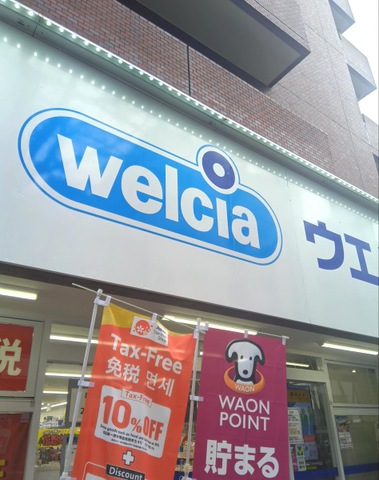 welcia
ウエ
税
Tax-Free
免税 면세
Tax-Free
10%OFF
+
Discount
WAON
WAON
POINT
貯まる